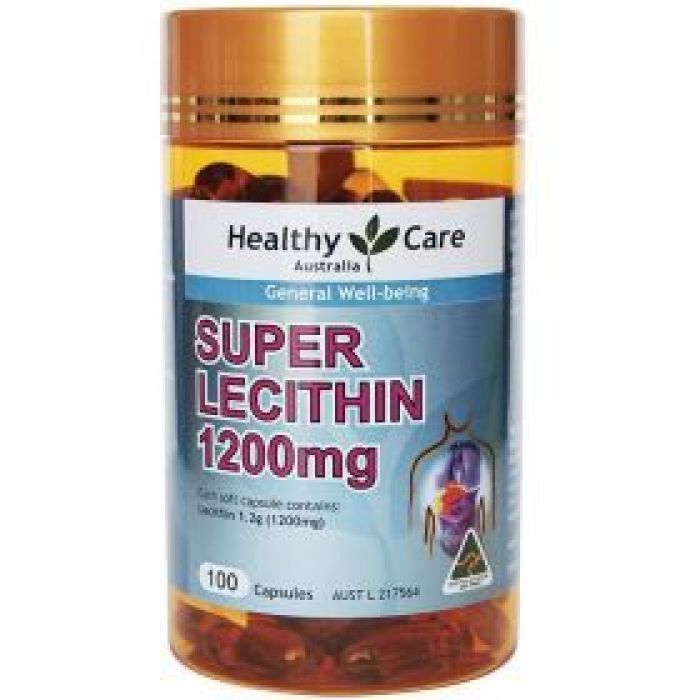 Healthy Care
Australia
General Well-being
SUPER
LECITHIN
1200mg
Each soft capsule contains:
Lecithin 1.2g (1200mg)
100 Capsules AUST L 217564